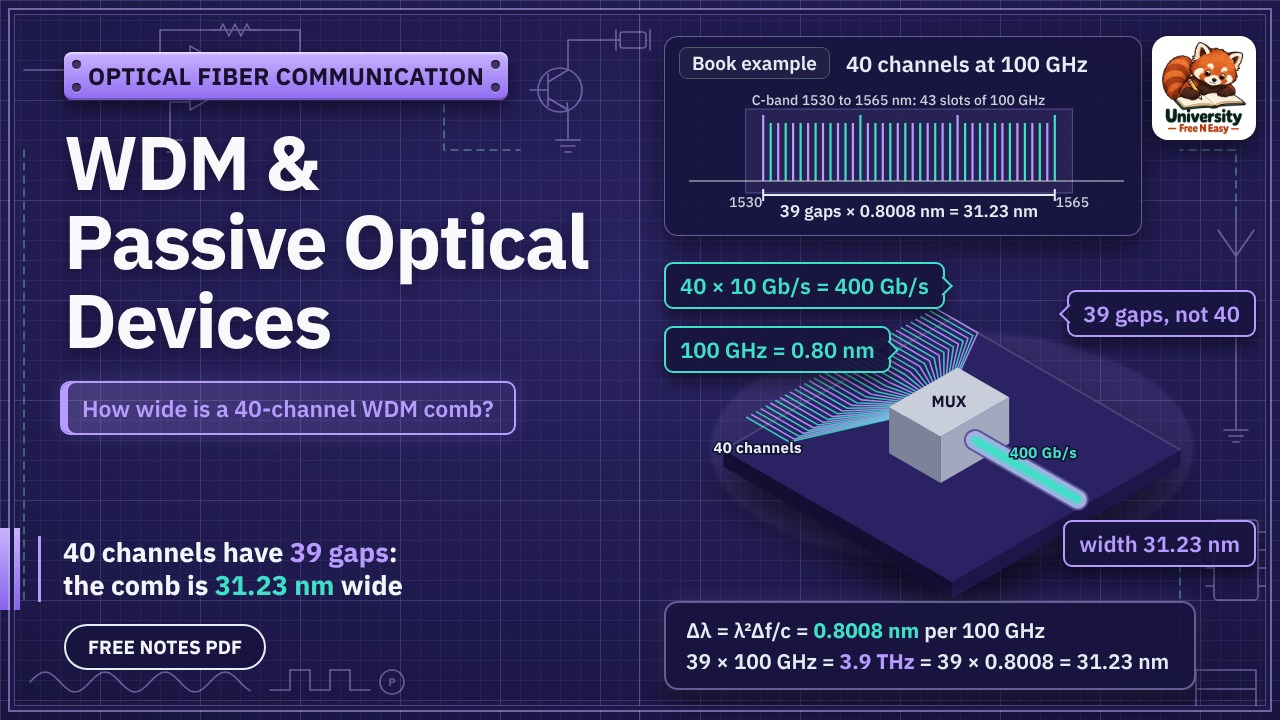 OPTICAL FIBER COMMUNICATION
WDM &
Passive Optical
Devices
How wide is a 40-channel WDM comb?
40 channels have 39 gaps:
the comb is 31.23 nm wide
FREE NOTES PDF
P
Book example
40 channels at 100 GHz
C-band 1530 to 1565 nm: 43 slots of 100 GHz
1530
1565
39 gaps × 0.8008 nm = 31.23 nm
University
Free N Easy
40 × 10 Gb/s = 400 Gb/s
39 gaps, not 40
100 GHz = 0.80 nm
MUX
40 channels
400 Gb/s
width 31.23 nm
Δλ = λ²Δf/c = 0.8008 nm per 100 GHz
39 × 100 GHz = 3.9 THz = 39 × 0.8008 = 31.23 nm